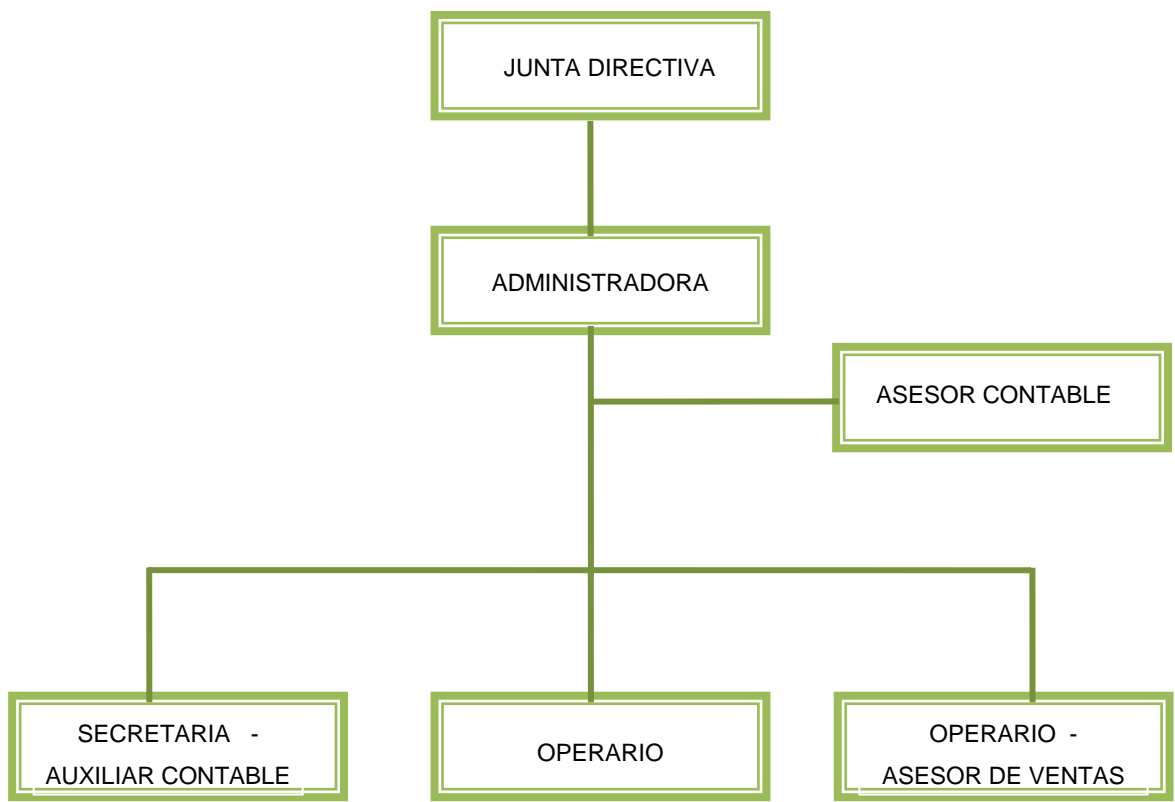 JUNTA DIRECTIVA
ADMINISTRADORA
ASESOR CONTABLE
SECRETARIA -
AUXILIAR CONTABLE
OPERARIO
OPERARIO -
ASESOR DE VENTAS